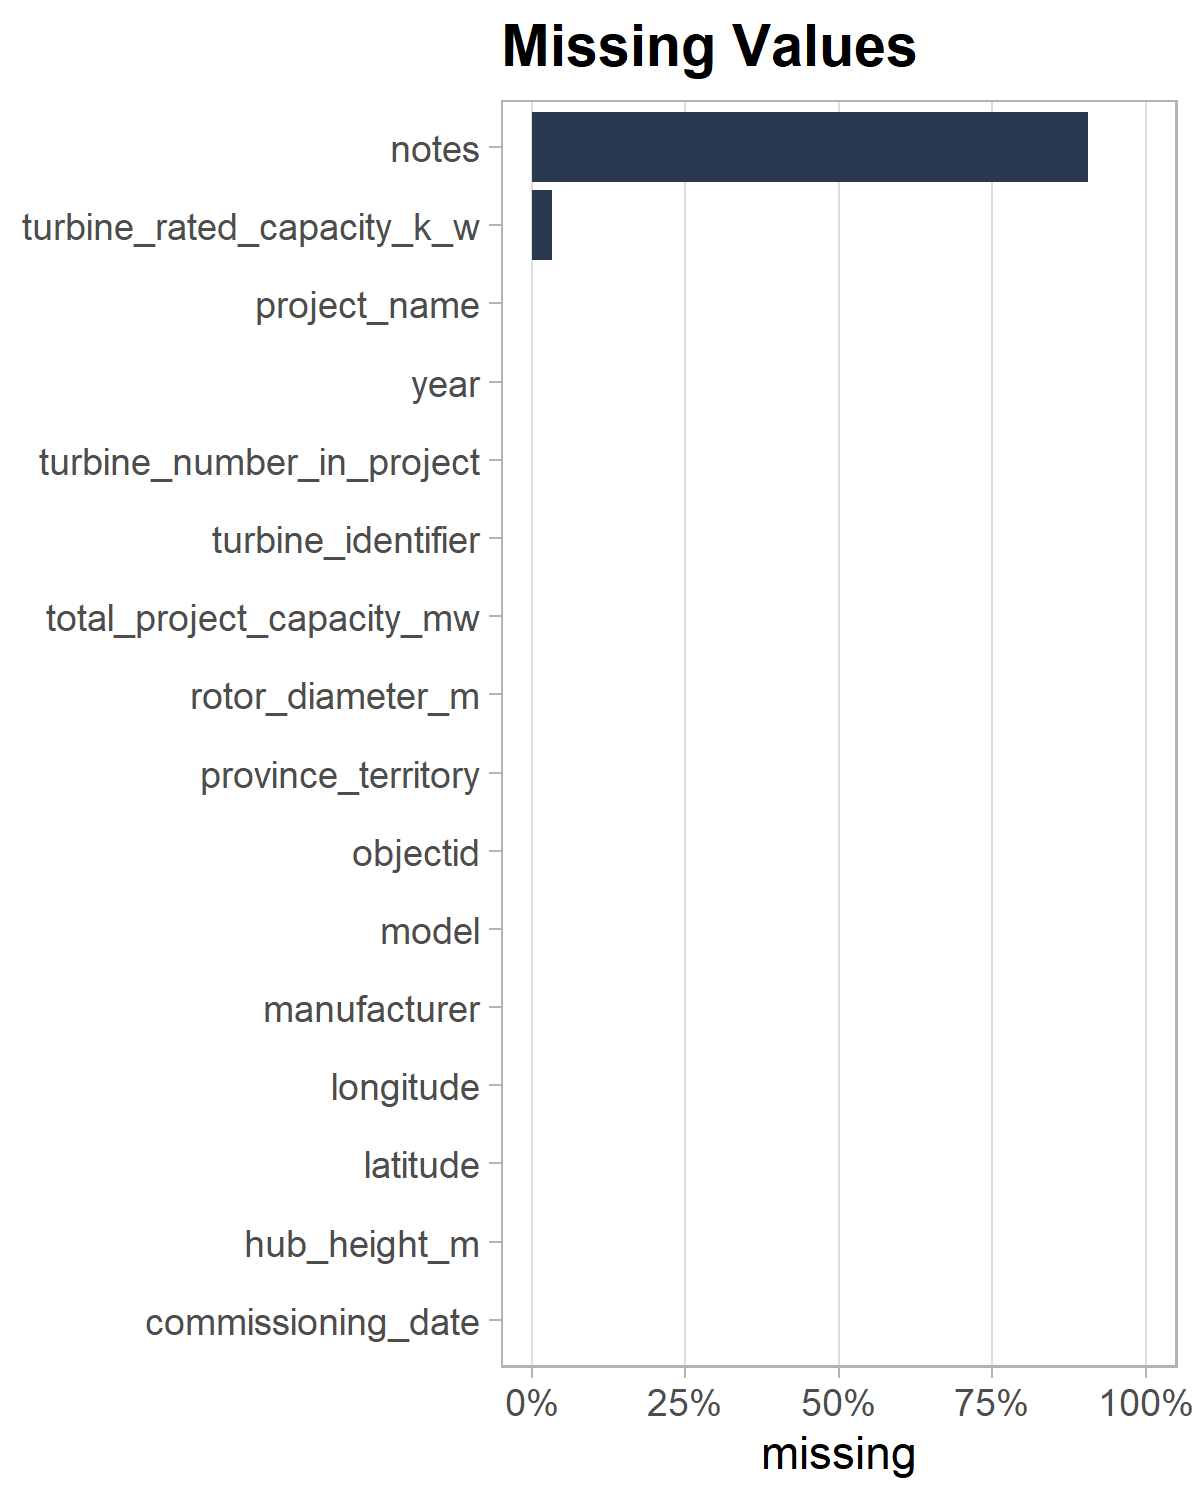 Missing Values
notes
turbine_rated_capacity_k_w
project_name
year
turbine_number_in_project
turbine_identifier
total_project_capacity_mw
rotor_diameter_m
province_territory
objectid
model
manufacturer
longitude
latitude
hub_height_m
commissioning_date
0% 25% 50% 75% 100%
missing